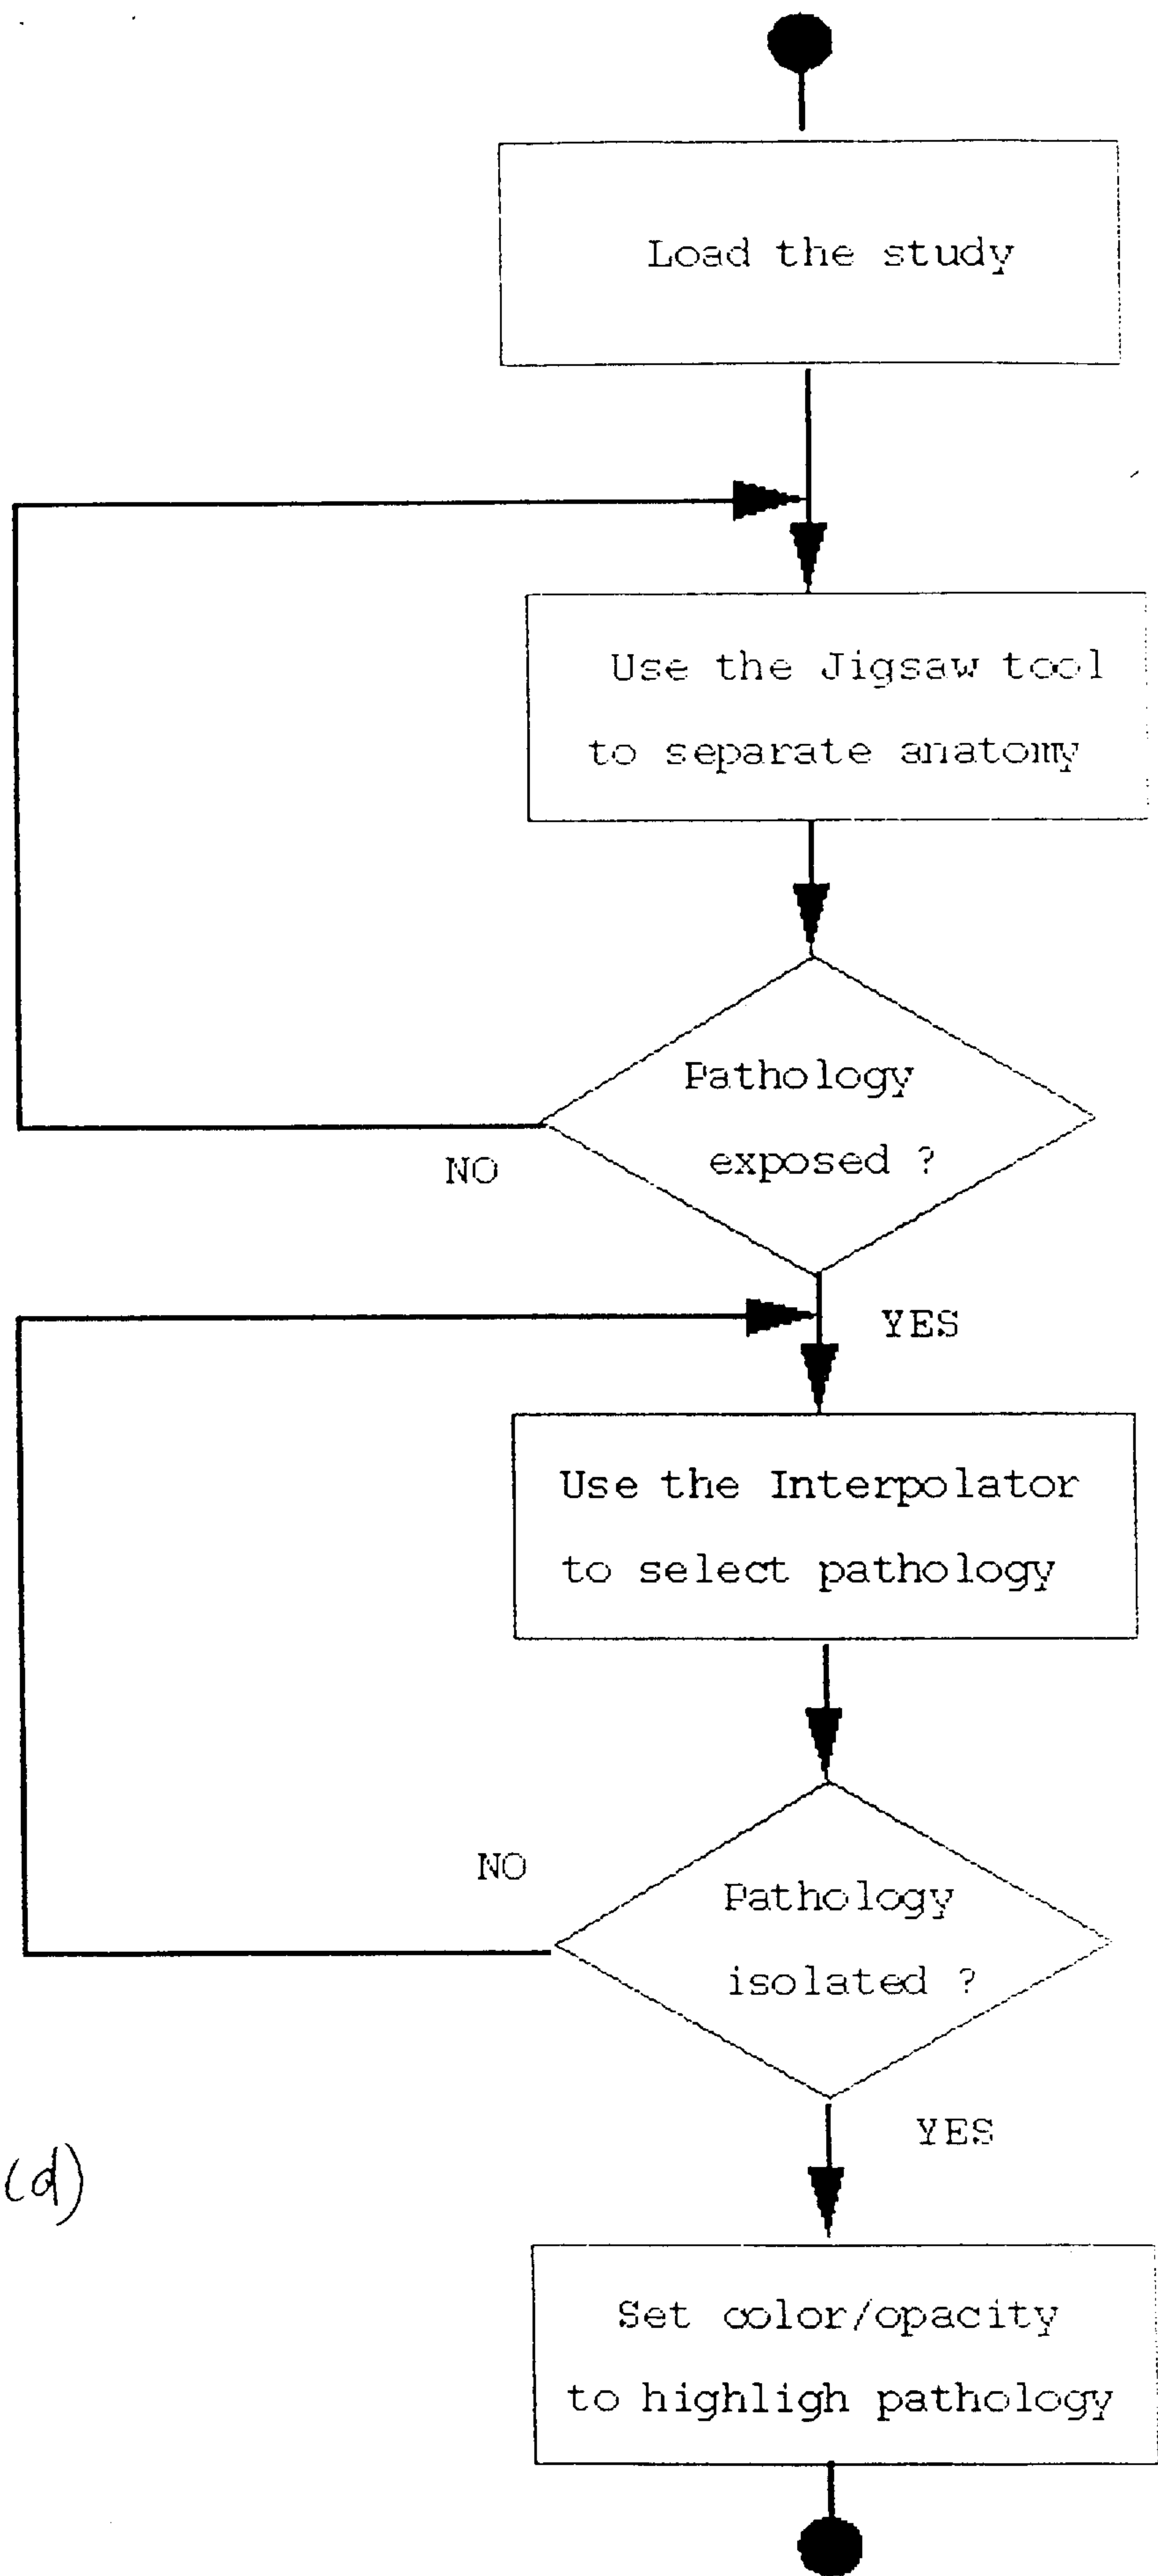 Load the study
Use the Jigsaw tool
to separate anatomy
Pathology
exposed ?
NO
YES
Use the Interpolator
to select pathology
NO
Pathology
isolated ?
YES
(d)
Set color/opacity
to highligh pathology